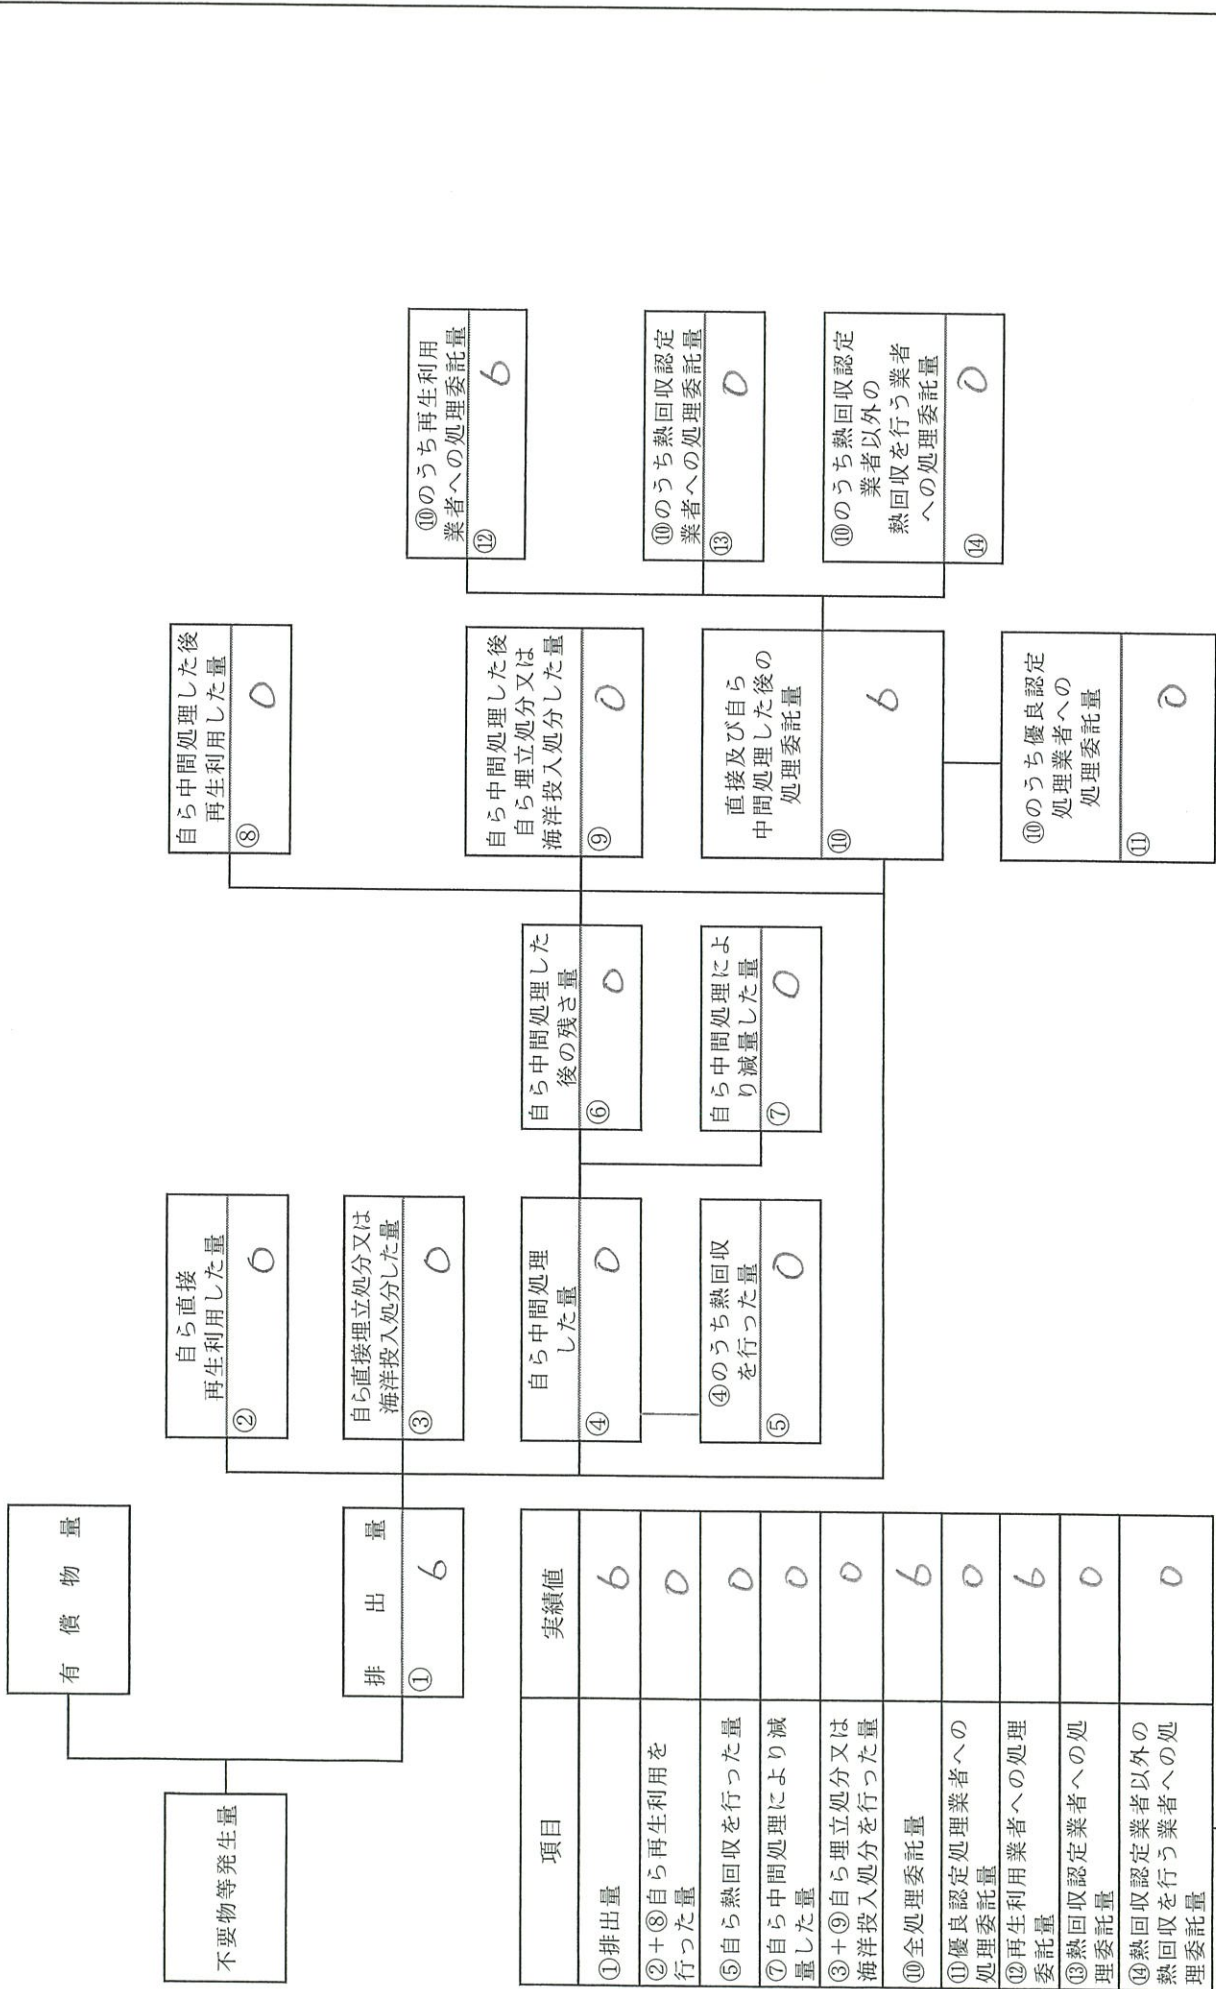 不要物等発生量
有償物量
排出量
① 6
自ら直接
再生利用した量
② 0
自ら直接埋立処分又は
海洋投入処分した量
③ 0
自ら中間処理
した量
④ 0
④のうち熱回収
を行った量
⑤ 0
自ら中間処理した
後の残さ量
⑥ 0
自ら中間処理によ
り減量した量
⑦ 0
自ら中間処理した後
再生利用した量
⑧ 0
自ら中間処理した後
自ら埋立処分又は
海洋投入処分した量
⑨ 0
直接及び自ら
中間処理した後の
処理委託量
⑩ 6
⑩のうち優良認定
処理業者への
処理委託量
⑪ 0
⑩のうち再生利用
業者への処理委託量
⑫ 6
⑩のうち熱回収認定
業者への処理委託量
⑬ 0
⑩のうち熱回収認定
業者以外の
熱回収を行う業者
への処理委託量
⑭ 0
項目 実績値
①排出量 6
②+⑧自ら再生利用を
行った量 0
⑤自ら熱回収を行った量 0
⑦自ら中間処理により減
量した量 0
③+⑨自ら埋立処分又は
海洋投入処分を行った量 0
⑩全処理委託量 6
⑪優良認定処理業者への
処理委託量 0
⑫再生利用業者への処理
委託量 6
⑬熱回収認定業者への処
理委託量 0
⑭熱回収認定業者以外の
熱回収を行う業者への処
理委託量 0